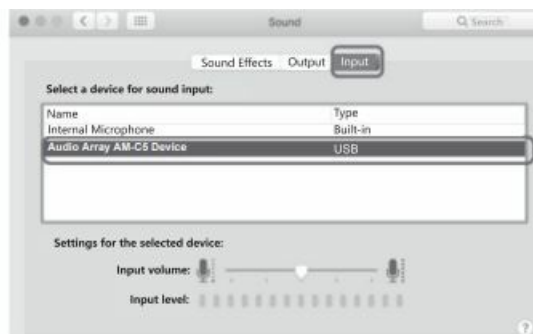 Sound
Search
Sound Effects Output Input
Select a device for sound input:
Name Type
Internal Microphone Built-in
Audio Array AM-C5 Device USB
Settings for the selected device:
Input volume:
Input level:
?